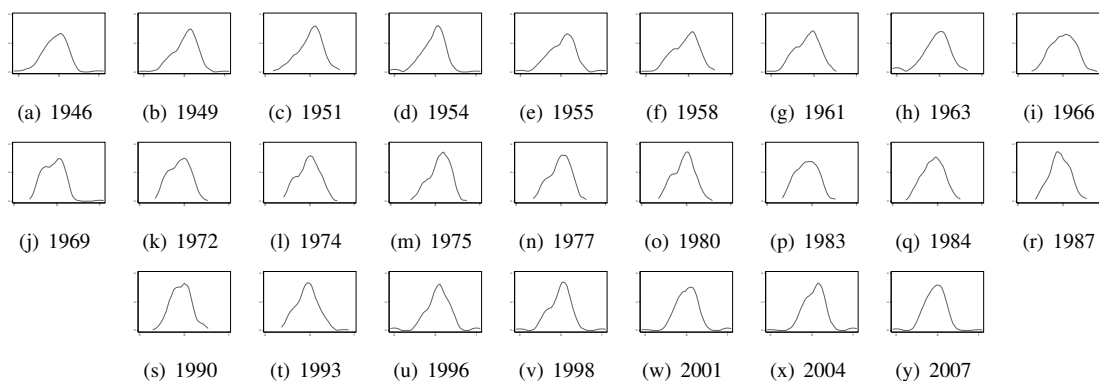 (a) 1946 (b) 1949 (c) 1951 (d) 1954 (e) 1955 (f) 1958 (g) 1961 (h) 1963 (i) 1966
(j) 1969 (k) 1972 (l) 1974 (m) 1975 (n) 1977 (o) 1980 (p) 1983 (q) 1984 (r) 1987
(s) 1990 (t) 1993 (u) 1996 (v) 1998 (w) 2001 (x) 2004 (y) 2007